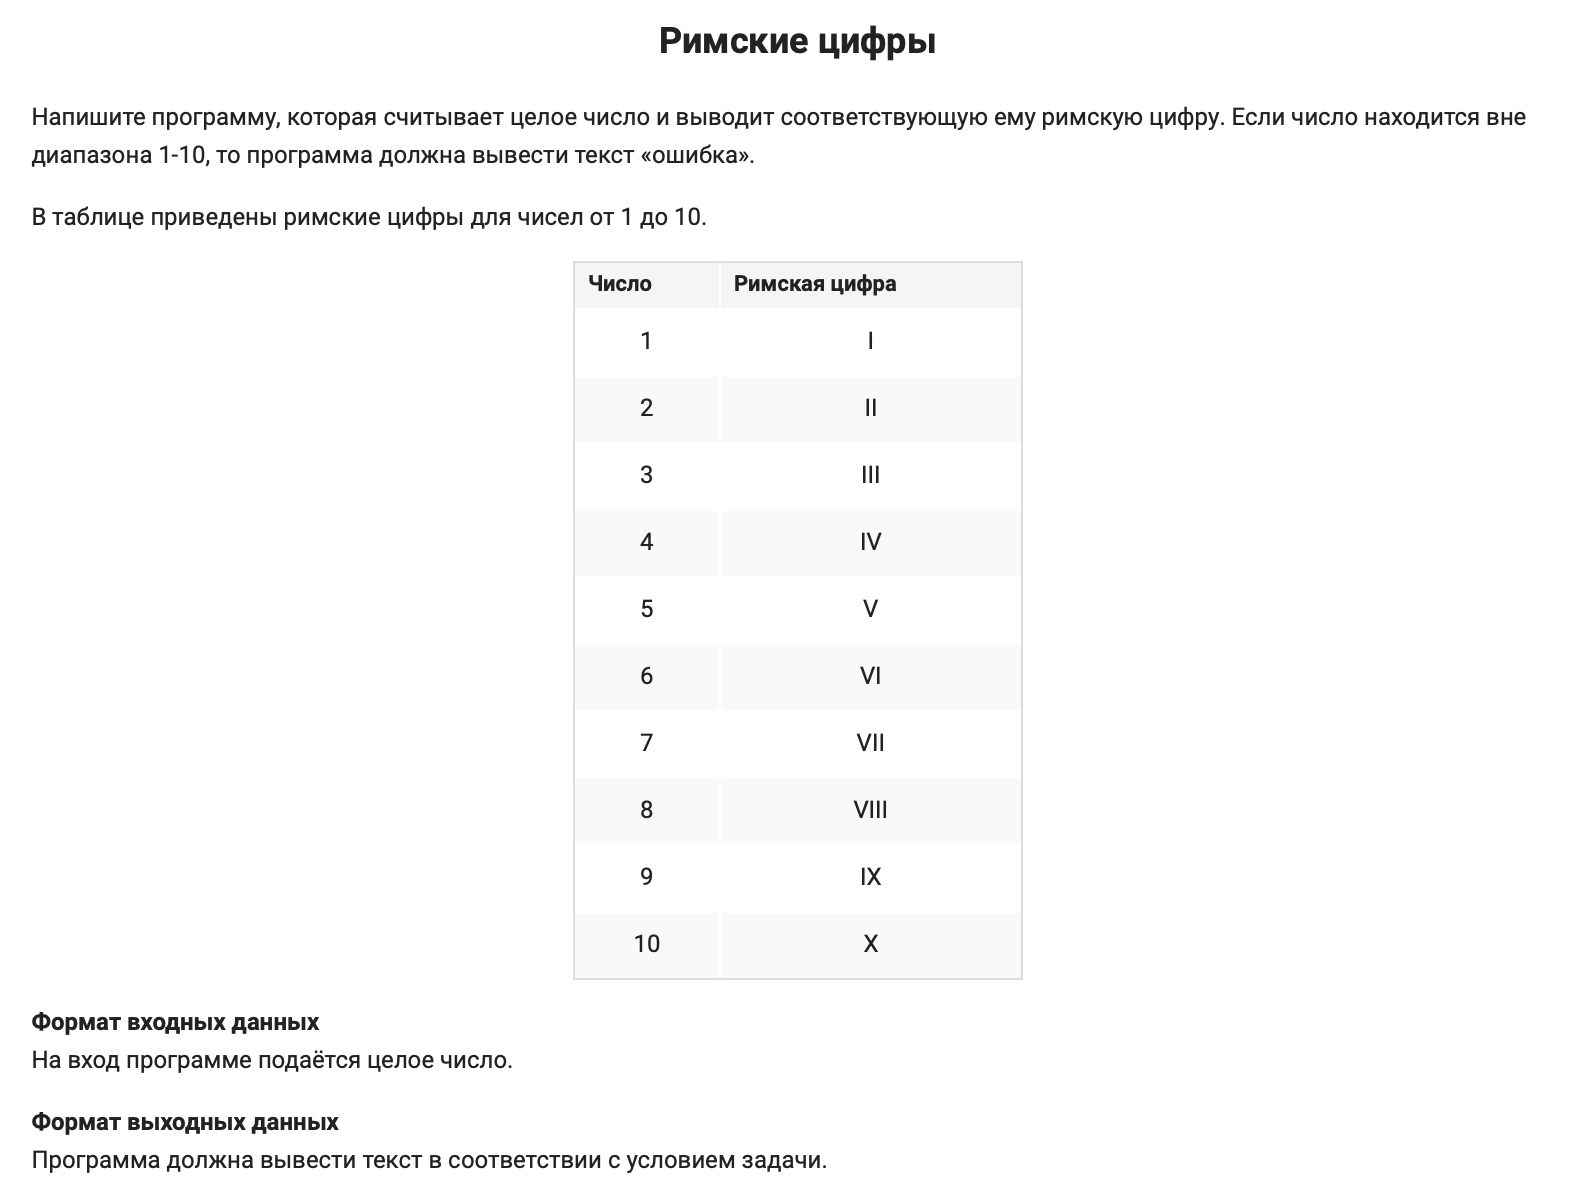 Римские цифры
Напишите программу, которая считывает целое число и выводит соответствующую ему римскую цифру. Если число находится вне
диапазона 1-10, то программа должна вывести текст «ошибка».
В таблице приведены римские цифры для чисел от 1 до 10.
Число Римская цифра
1 I
2 II
3 III
4 IV
5 V
6 VI
7 VII
8 VIII
9 IX
10 X
Формат входных данных
На вход программе подаётся целое число.
Формат выходных данных
Программа должна вывести текст в соответствии с условием задачи.